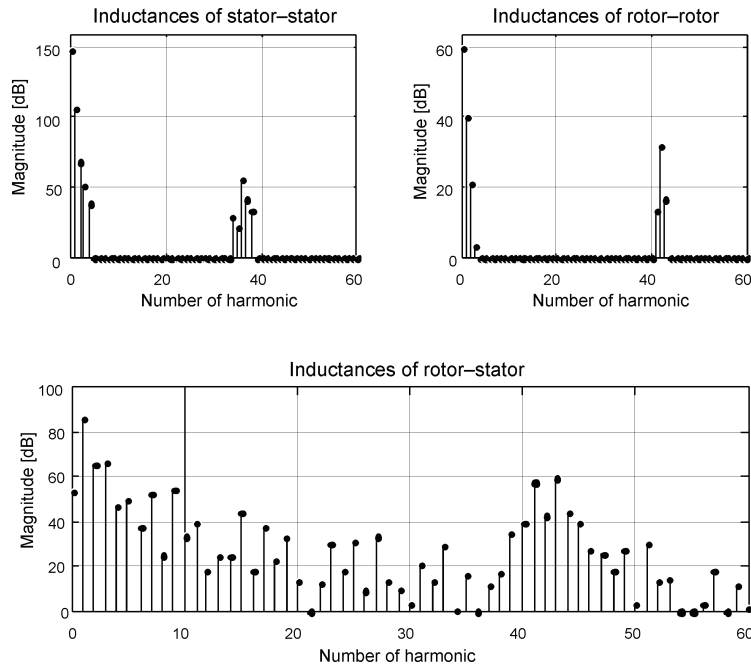 Inductances of stator–stator
Magnitude [dB]
150
100
50
0
0 20 40 60
Number of harmonic
Inductances of rotor–rotor
Magnitude [dB]
60
40
20
0
0 20 40 60
Number of harmonic
Inductances of rotor–stator
Magnitude [dB]
100
80
60
40
20
0
0 10 20 30 40 50 60
Number of harmonic